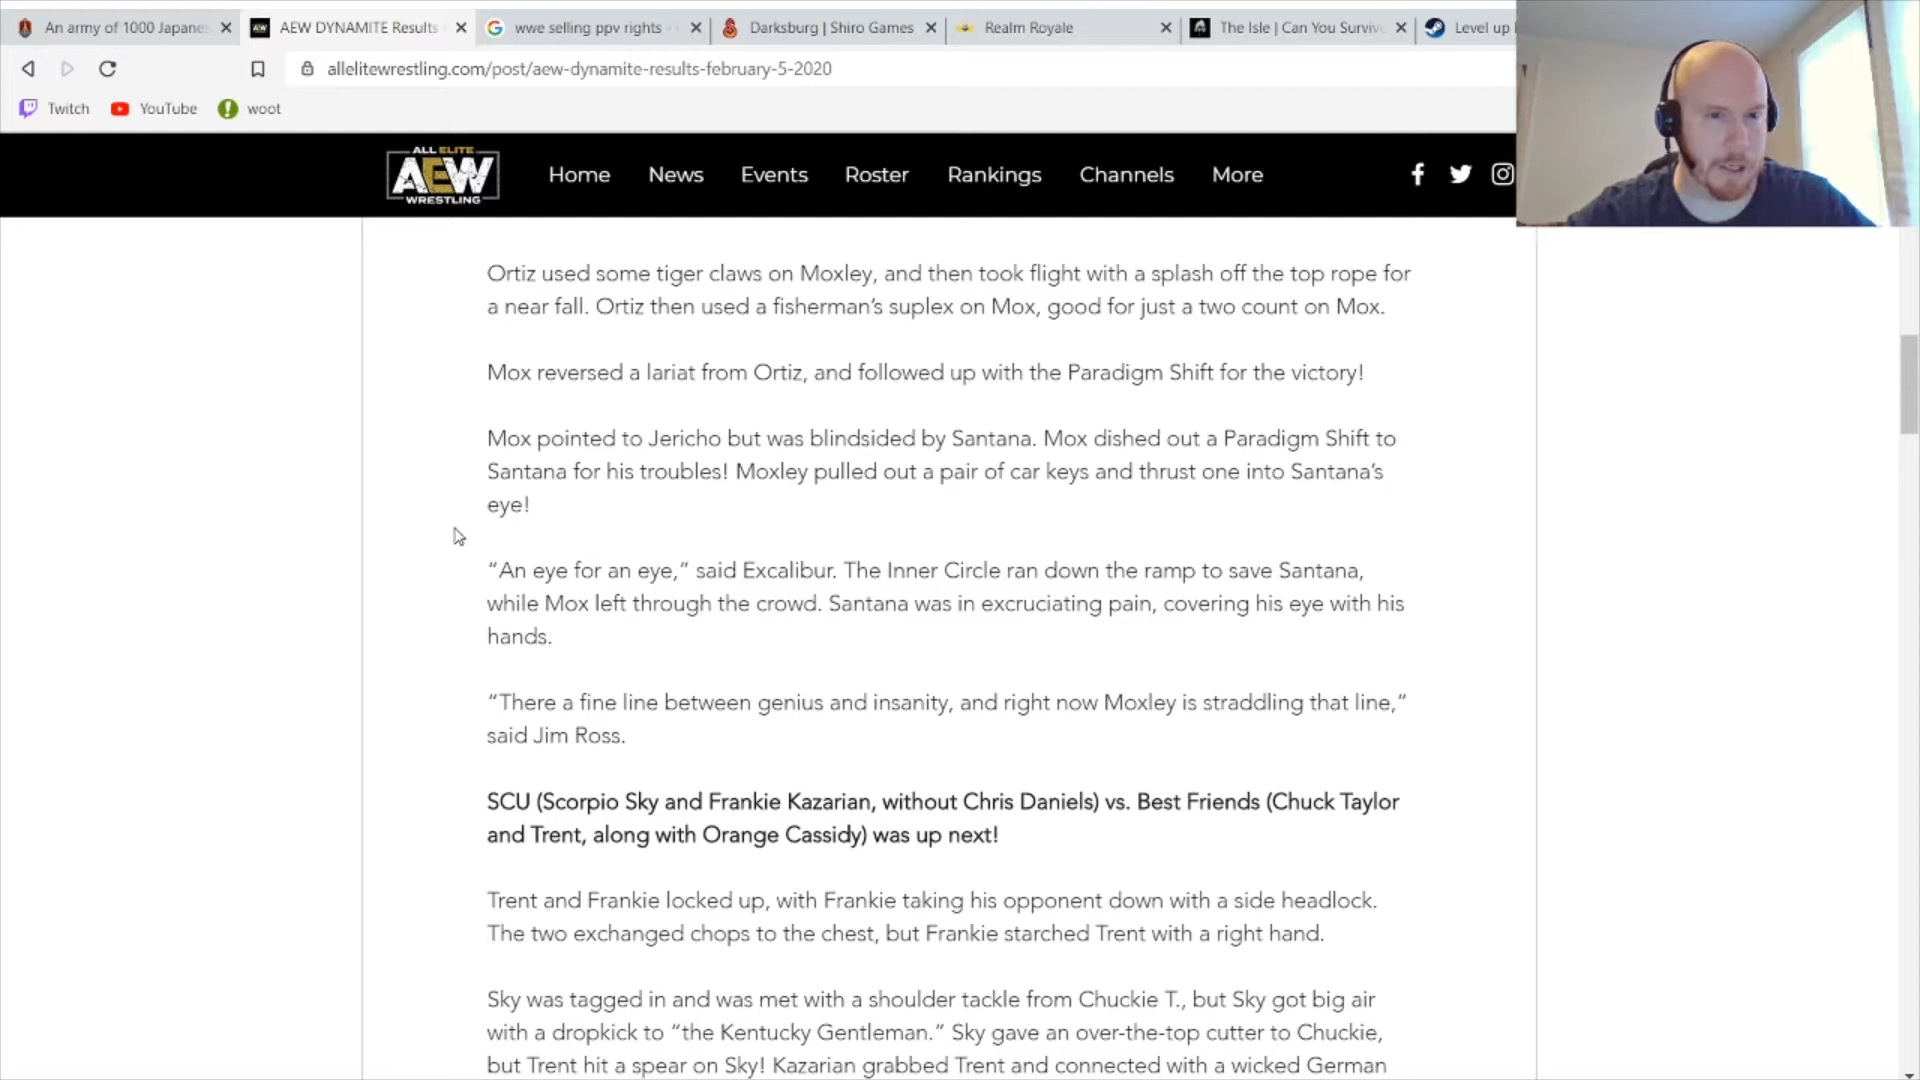 An army of 1000 Japane
AEW DYNAMITE Results
wwe selling ppv rights -
Darksburg | Shiro Games
Realm Royale
The Isle | Can You Surviv
Level up
allelitewrestling.com/post/aew-dynamite-results-february-5-2020
Twitch
YouTube
woot
ALL ELITE
AEW
WRESTLING
Home
News
Events
Roster
Rankings
Channels
More
Ortiz used some tiger claws on Moxley, and then took flight with a splash off the top rope for
a near fall. Ortiz then used a fisherman’s suplex on Mox, good for just a two count on Mox.
Mox reversed a lariat from Ortiz, and followed up with the Paradigm Shift for the victory!
Mox pointed to Jericho but was blindsided by Santana. Mox dished out a Paradigm Shift to
Santana for his troubles! Moxley pulled out a pair of car keys and thrust one into Santana’s
eye!
“An eye for an eye,” said Excalibur. The Inner Circle ran down the ramp to save Santana,
while Mox left through the crowd. Santana was in excruciating pain, covering his eye with his
hands.
“There a fine line between genius and insanity, and right now Moxley is straddling that line,”
said Jim Ross.
SCU (Scorpio Sky and Frankie Kazarian, without Chris Daniels) vs. Best Friends (Chuck Taylor
and Trent, along with Orange Cassidy) was up next!
Trent and Frankie locked up, with Frankie taking his opponent down with a side headlock.
The two exchanged chops to the chest, but Frankie starched Trent with a right hand.
Sky was tagged in and was met with a shoulder tackle from Chuckie T., but Sky got big air
with a dropkick to “the Kentucky Gentleman.” Sky gave an over-the-top cutter to Chuckie,
but Trent hit a spear on Sky! Kazarian grabbed Trent and connected with a wicked German